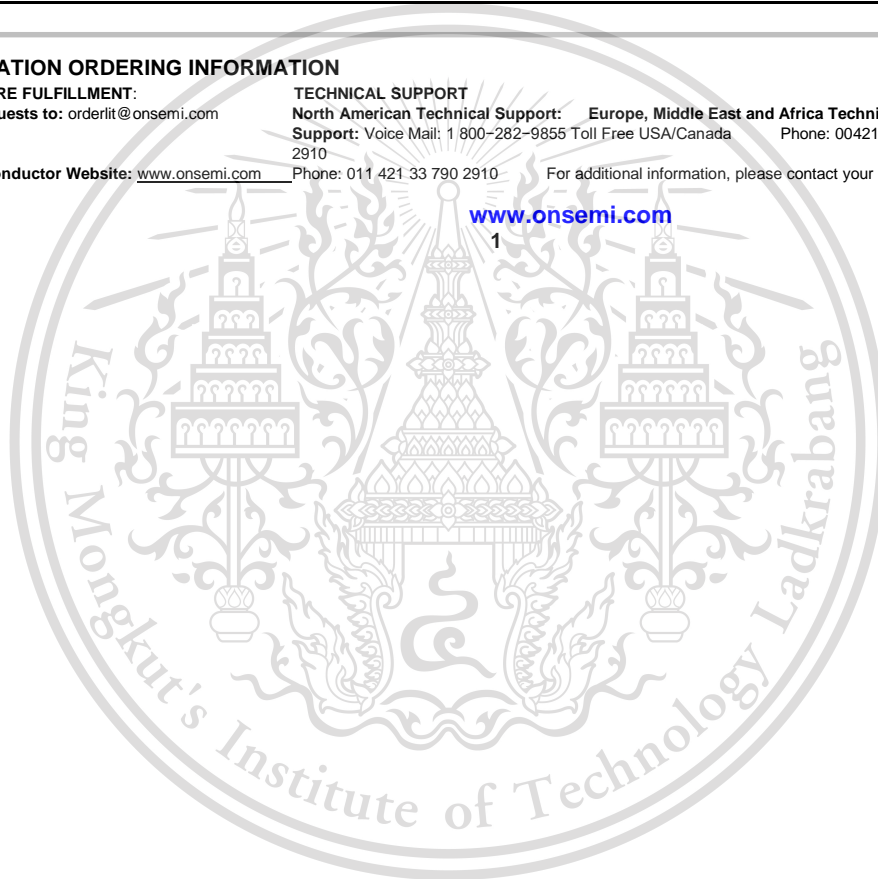 ATION ORDERING INFORMATION
RE FULFILLMENT: TECHNICAL SUPPORT
uests to: orderlit@onsemi.com North American Technical Support: Europe, Middle East and Africa Techni
Support: Voice Mail: 1 800−282−9855 Toll Free USA/Canada Phone: 00421
2910
onductor Website: www.onsemi.com Phone: 011 421 33 790 2910 For additional information, please contact your
www.onsemi.com
1
King Mongkut's Institute of Technology Ladkrabang